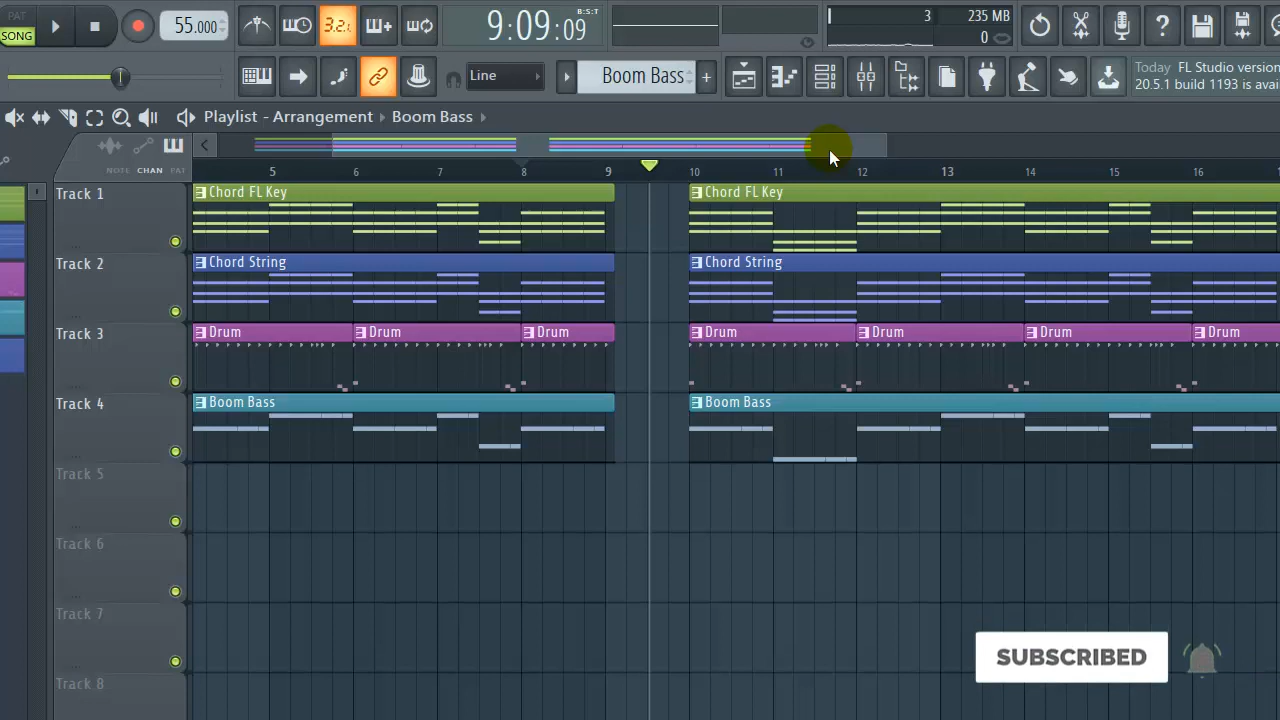 PAT
SONG
55.000
3.2.
9:09:09
B:S:T
3
235 MB
0
Line
Boom Bass
Today FL Studio version
20.5.1 build 1193 is avai
Playlist - Arrangement ▸ Boom Bass ▸
NOTE CHAN PAT
5 6 7 8 9 10 11 12 13 14 15 16
Track 1
Chord FL Key
Chord FL Key
Track 2
Chord String
Chord String
Track 3
Drum Drum Drum Drum Drum Drum Drum
Track 4
Boom Bass
Boom Bass
Track 5
Track 6
Track 7
Track 8
SUBSCRIBED